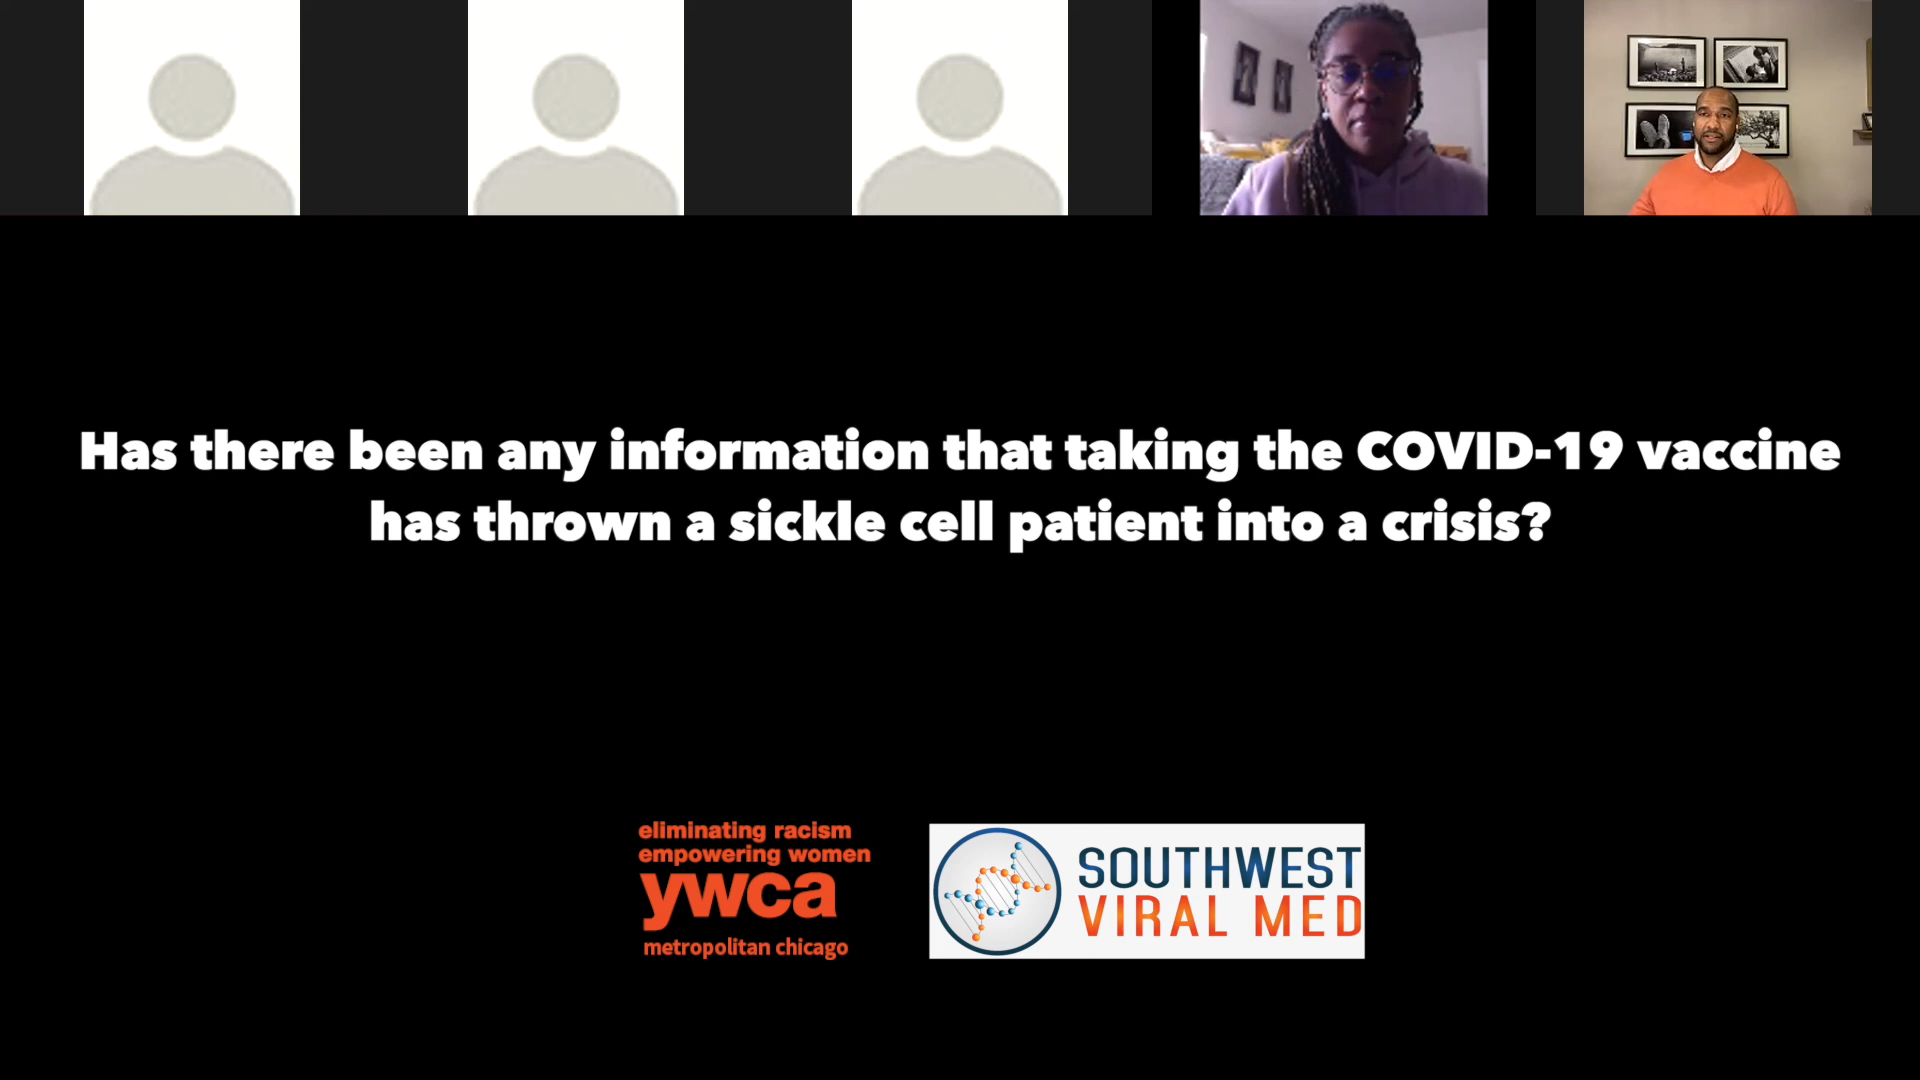 Has there been any information that taking the COVID-19 vaccine
has thrown a sickle cell patient into a crisis?
eliminating racism
empowering women
ywca
metropolitan chicago
SOUTHWEST
VIRAL MED